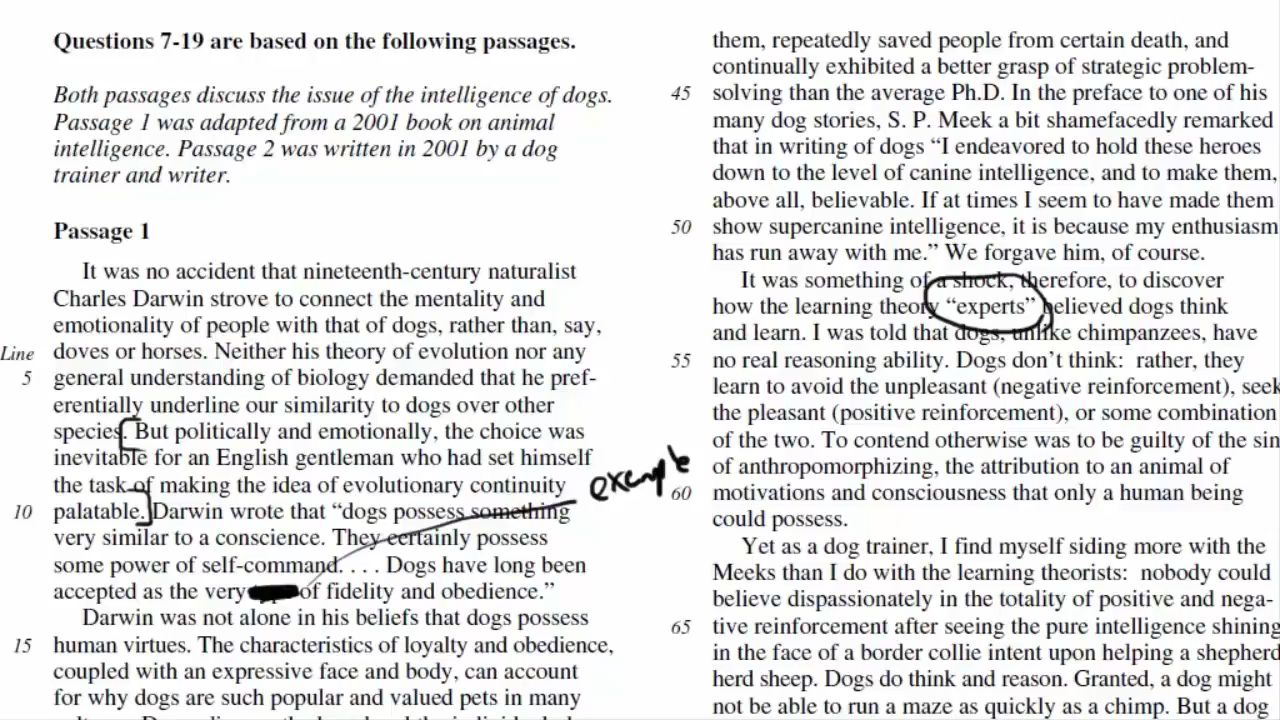 Questions 7-19 are based on the following passages.
Both passages discuss the issue of the intelligence of dogs.
Passage 1 was adapted from a 2001 book on animal
intelligence. Passage 2 was written in 2001 by a dog
trainer and writer.
Passage 1
It was no accident that nineteenth-century naturalist
Charles Darwin strove to connect the mentality and
emotionality of people with that of dogs, rather than, say,
Line doves or horses. Neither his theory of evolution nor any
5 general understanding of biology demanded that he pref-
erentially underline our similarity to dogs over other
species. But politically and emotionally, the choice was
inevitable for an English gentleman who had set himself
the task of making the idea of evolutionary continuity
10 palatable. Darwin wrote that “dogs possess something
very similar to a conscience. They certainly possess
some power of self-command. . . . Dogs have long been
accepted as the very of fidelity and obedience.”
Darwin was not alone in his beliefs that dogs possess
15 human virtues. The characteristics of loyalty and obedience,
coupled with an expressive face and body, can account
for why dogs are such popular and valued pets in many
example
them, repeatedly saved people from certain death, and
continually exhibited a better grasp of strategic problem-
45 solving than the average Ph.D. In the preface to one of his
many dog stories, S. P. Meek a bit shamefacedly remarked
that in writing of dogs “I endeavored to hold these heroes
down to the level of canine intelligence, and to make them,
above all, believable. If at times I seem to have made them
50 show supercanine intelligence, it is because my enthusiasm
has run away with me.” We forgave him, of course.
It was something of a shock, therefore, to discover
how the learning theory “experts” believed dogs think
and learn. I was told that dogs, unlike chimpanzees, have
55 no real reasoning ability. Dogs don’t think: rather, they
learn to avoid the unpleasant (negative reinforcement), seek
the pleasant (positive reinforcement), or some combination
of the two. To contend otherwise was to be guilty of the sin
of anthropomorphizing, the attribution to an animal of
60 motivations and consciousness that only a human being
could possess.
Yet as a dog trainer, I find myself siding more with the
Meeks than I do with the learning theorists: nobody could
believe dispassionately in the totality of positive and nega-
65 tive reinforcement after seeing the pure intelligence shining
in the face of a border collie intent upon helping a shepherd
herd sheep. Dogs do think and reason. Granted, a dog might
not be able to run a maze as quickly as a chimp. But a dog